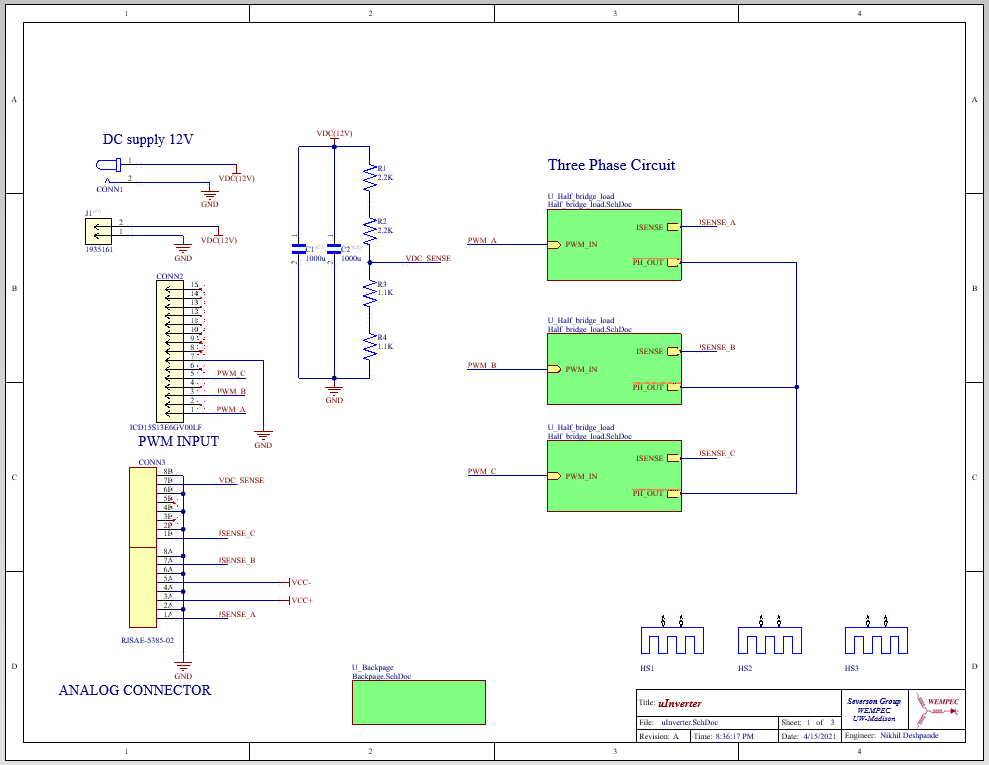 1 2 3 4
A A
DC supply 12V
1
VDC(12V)
2
CONN1
GND
J1
2
1
VDC(12V)
1935161
GND
VDC(12V)
R1
2.2K
R2
2.2K
1 1
C1 C2
1000u 1000u
2 2
VDC_SENSE
R3
1.1K
R4
1.1K
GND
Three Phase Circuit
U_Half_bridge_load
Half_bridge_load.SchDoc
ISENSE
ISENSE_A
PWM_A
PWM_IN
PH_OUT
B B
U_Half_bridge_load
Half_bridge_load.SchDoc
ISENSE
ISENSE_B
PWM_B
PWM_IN
PH_OUT
U_Half_bridge_load
Half_bridge_load.SchDoc
ISENSE
ISENSE_C
PWM_C
PWM_IN
PH_OUT
CONN2
15
14
13
12
11
10
9
8
7
6
5 PWM_C
4
3 PWM_B
2
1 PWM_A
ICD15S13E6GV00LF
GND
PWM INPUT
C C
CONN3
8B
7B VDC_SENSE
6B
5B
4B
3B
2B
1B ISENSE_C
8A
7A ISENSE_B
6A
5A VCC-
4A
3A VCC+
2A
1A ISENSE_A
RJSAE-5385-02
GND
ANALOG CONNECTOR
D D
U_Backpage
Backpage.SchDoc
HS1 HS2 HS3
Title: uInverter
File: uInverter.SchDoc
Sheet: 1 of 3
Revision: A
Time: 8:36:17 PM
Date: 4/15/2021
Severson Group
WEMPEC
UW-Madison
WEMPEC
Engineer: Nikhil Deshpande
1 2 3 4